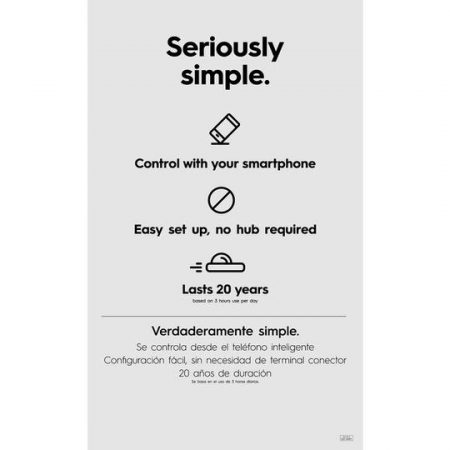 Seriously
simple.
Control with your smartphone
Easy set up, no hub required
Lasts 20 years
based on 3 hours use per day
Verdaderamente simple.
Se controla desde el teléfono inteligente
Configuración fácil, sin necesidad de terminal conector
20 años de duración
Se basa en el uso de 3 horas diarias.